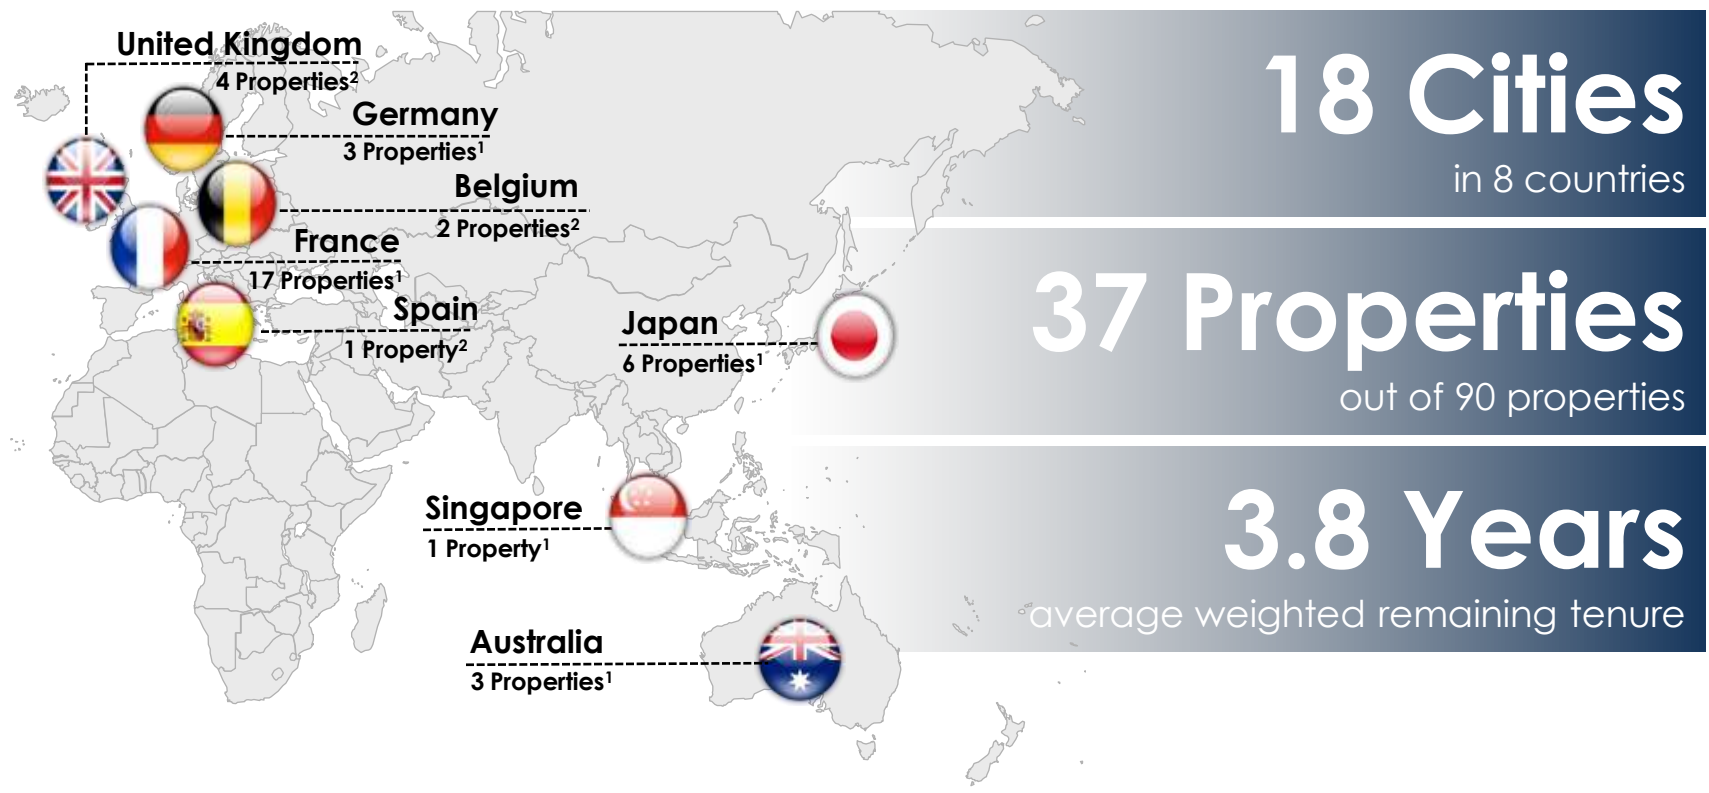 United Kingdom
4 Properties²
Germany
3 Properties¹
Belgium
2 Properties²
France
17 Properties¹
Spain
1 Property²
Japan
6 Properties¹
Singapore
1 Property¹
Australia
3 Properties¹
18 Cities
in 8 countries
37 Properties
out of 90 properties
3.8 Years
average weighted remaining tenure